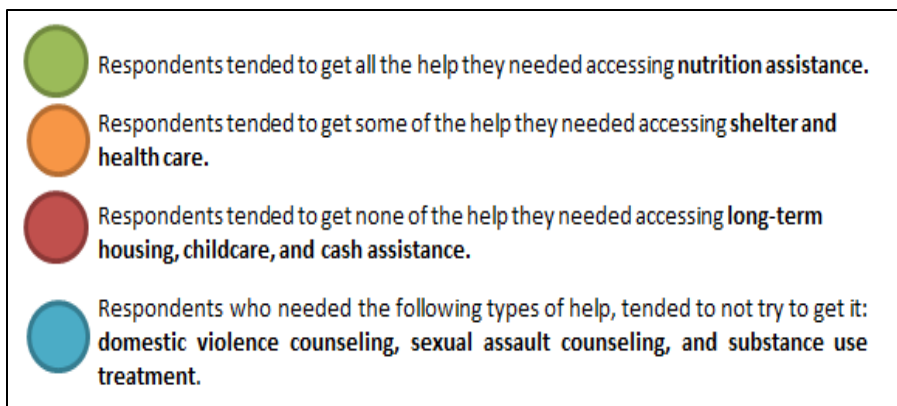 Respondents tended to get all the help they needed accessing nutrition assistance.
Respondents tended to get some of the help they needed accessing shelter and
health care.
Respondents tended to get none of the help they needed accessing long-term
housing, childcare, and cash assistance.
Respondents who needed the following types of help, tended to not try to get it:
domestic violence counseling, sexual assault counseling, and substance use
treatment.